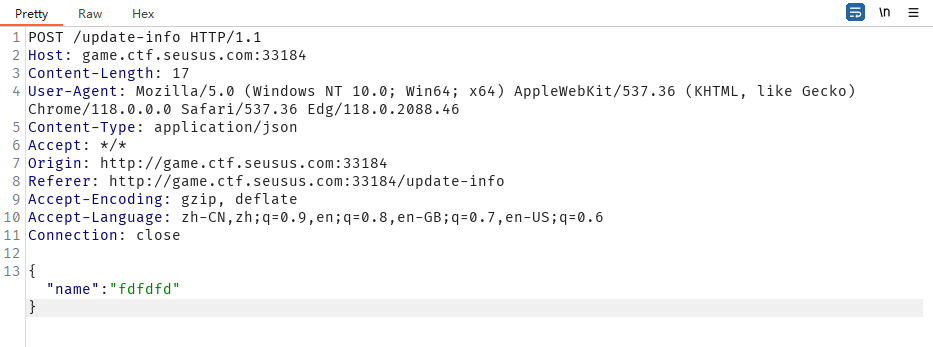 Pretty Raw Hex \n
1 POST /update-info HTTP/1.1
2 Host: game.ctf.seusus.com:33184
3 Content-Length: 17
4 User-Agent: Mozilla/5.0 (Windows NT 10.0; Win64; x64) AppleWebKit/537.36 (KHTML, like Gecko)
Chrome/118.0.0.0 Safari/537.36 Edg/118.0.2088.46
5 Content-Type: application/json
6 Accept: */*
7 Origin: http://game.ctf.seusus.com:33184
8 Referer: http://game.ctf.seusus.com:33184/update-info
9 Accept-Encoding: gzip, deflate
10 Accept-Language: zh-CN,zh;q=0.9,en;q=0.8,en-GB;q=0.7,en-US;q=0.6
11 Connection: close
12
13 {
"name":"fdfdfd"
}